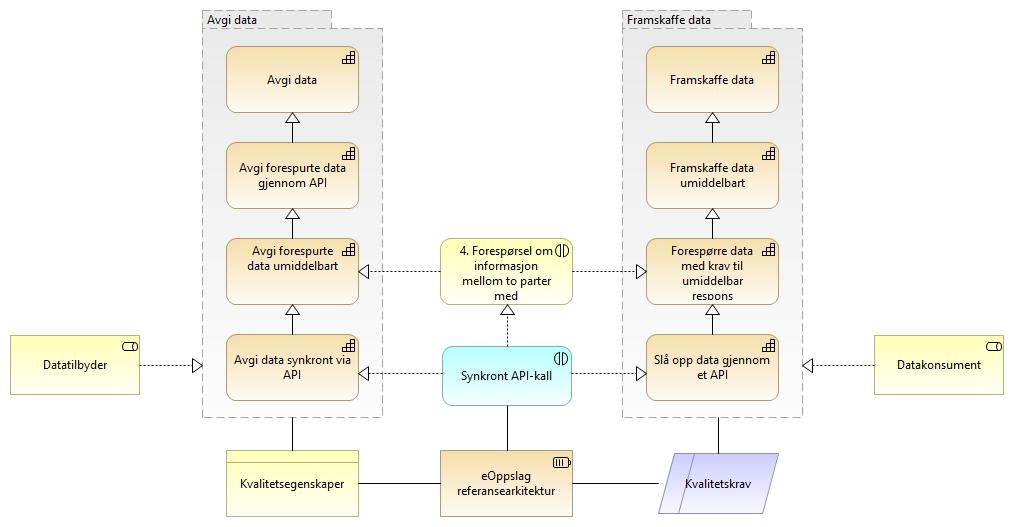 Avgi data
Framskaffe data
Avgi data
Framskaffe data
Avgi forespurte data
gjennom API
Framskaffe data
umiddelbart
Avgi forespurte
data umiddelbart
4. Forespørsel om
informasjon
mellom to parter
med
Forespørre data
med krav til
umiddelbar
respons
Datatilbyder
Avgi data synkront via
API
Synkront API-kall
Slå opp data gjennom
et API
Datakonsument
Kvalitetsegenskaper
eOppslag
referansearkitektur
Kvalitetskrav